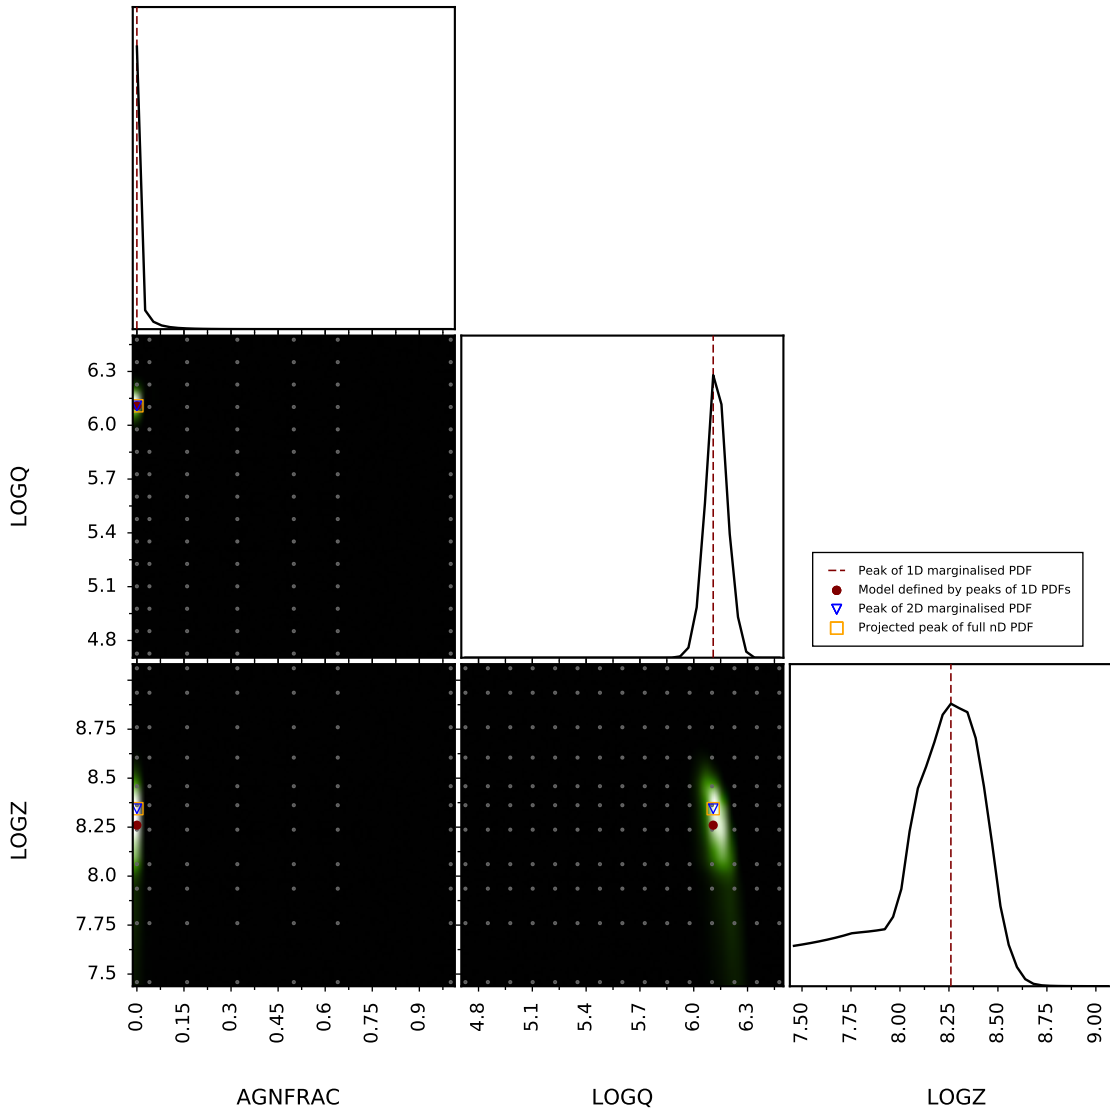 6.3
6.0
5.7
5.4
5.1
4.8
LOGQ
Peak of 1D marginalised PDF
Model defined by peaks of 1D PDFs
Peak of 2D marginalised PDF
Projected peak of full nD PDF
8.75
8.5
8.25
8.0
7.75
7.5
LOGZ
0.0 0.15 0.3 0.45 0.6 0.75 0.9
4.8 5.1 5.4 5.7 6.0 6.3
7.50 7.75 8.00 8.25 8.50 8.75 9.00
AGNFRAC
LOGQ
LOGZ